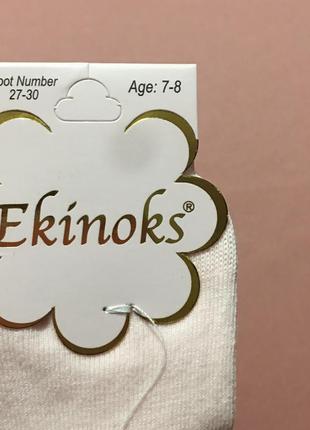 oot Number
27-30
Age: 7-8
Ekinoks®